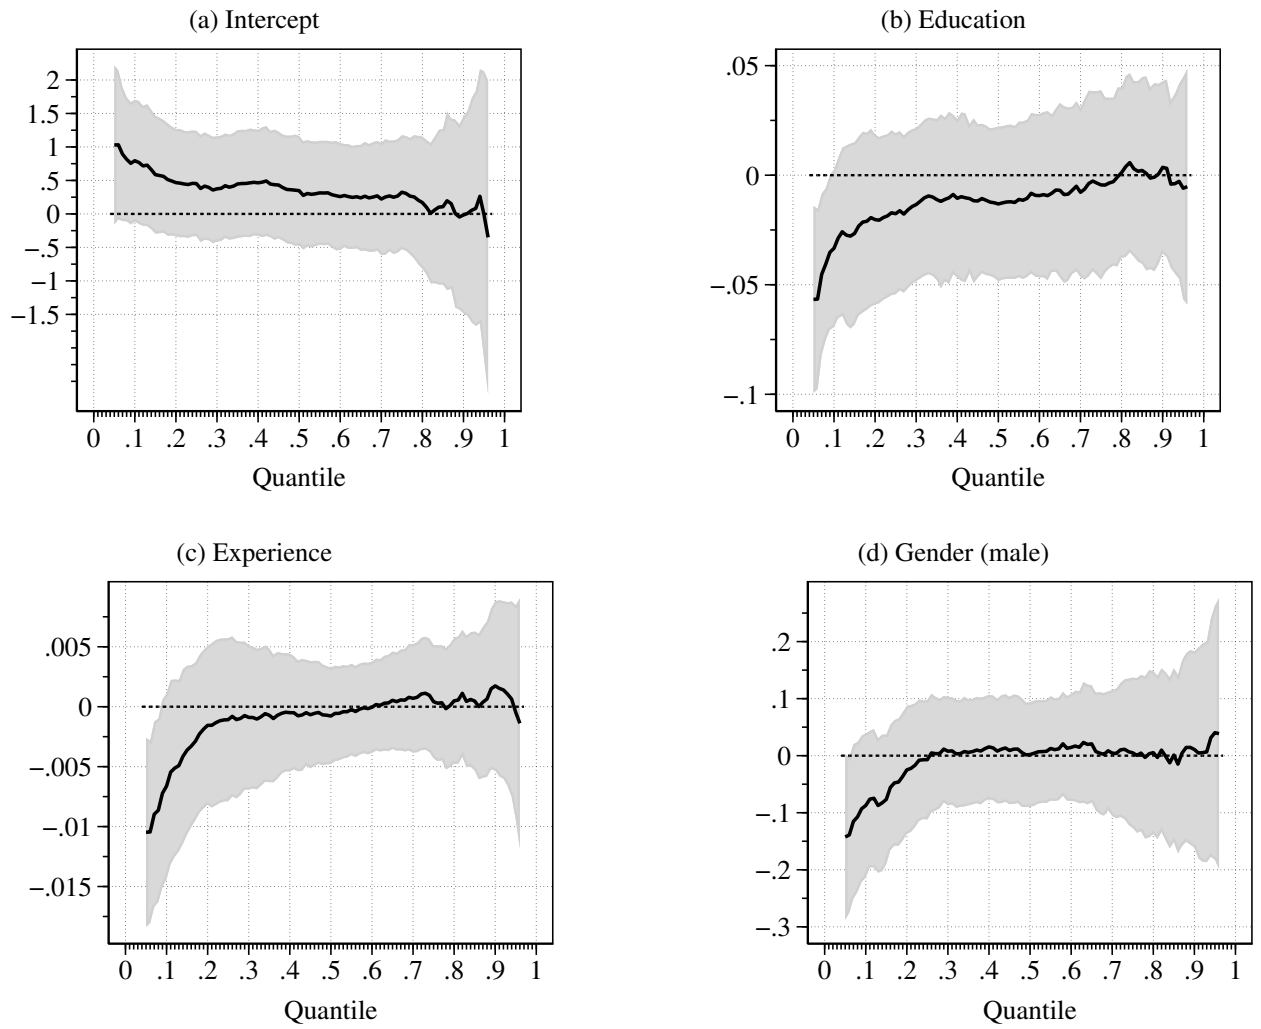 (a) Intercept
2
1.5
1
.5
0
−.5
−1
−1.5
0 .1 .2 .3 .4 .5 .6 .7 .8 .9 1
Quantile
(b) Education
.05
0
−.05
−.1
0 .1 .2 .3 .4 .5 .6 .7 .8 .9 1
Quantile
(c) Experience
.005
0
−.005
−.01
−.015
0 .1 .2 .3 .4 .5 .6 .7 .8 .9 1
Quantile
(d) Gender (male)
.2
.1
0
−.1
−.2
−.3
0 .1 .2 .3 .4 .5 .6 .7 .8 .9 1
Quantile